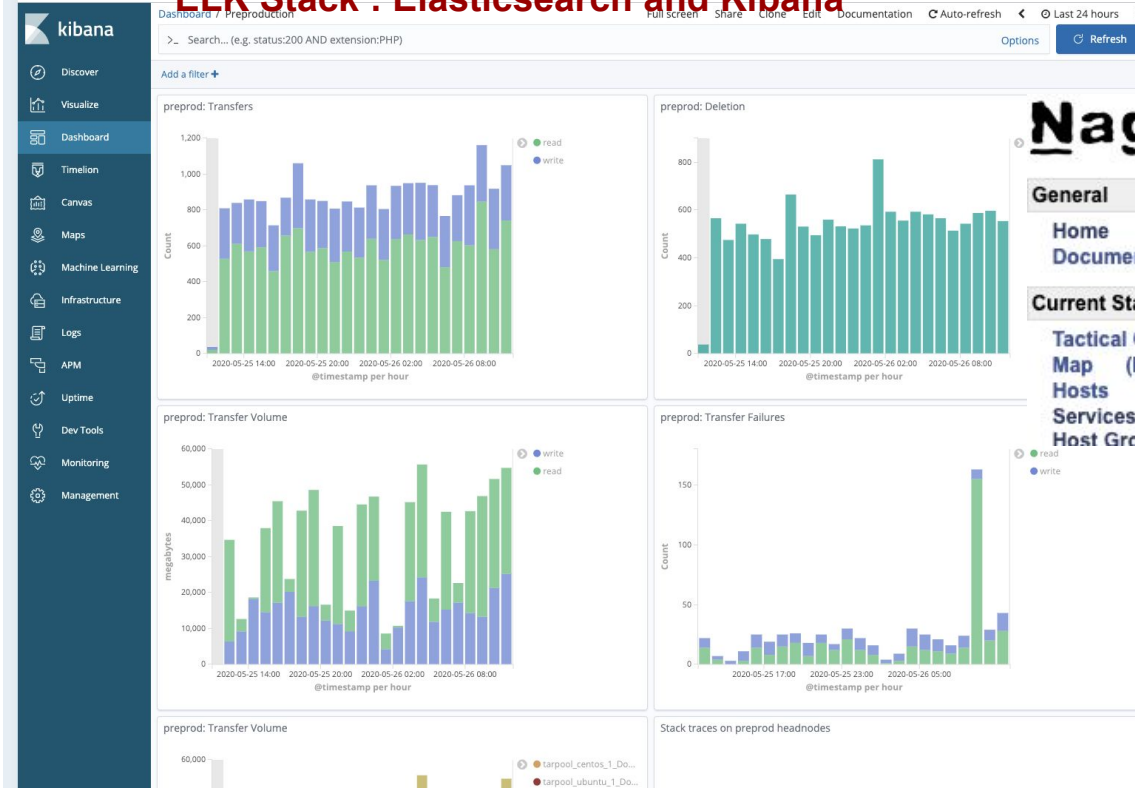 ELK Stack : Elasticsearch and Kibana
kibana
Dashboard / Preproduction
Full screen Share Clone Edit Documentation Auto-refresh Last 24 hours
>_ Search... (e.g. status:200 AND extension:PHP)
Options
Refresh
Add a filter +
Discover
Visualize
Dashboard
Timelion
Canvas
Maps
Machine Learning
Infrastructure
Logs
APM
Uptime
Dev Tools
Monitoring
Management
preprod: Transfers
read
write
1,200
1,000
800
600
400
200
0
Count
2020-05-25 14:00 2020-05-25 20:00 2020-05-26 02:00 2020-05-26 08:00
@timestamp per hour
preprod: Deletion
800
600
400
200
0
Count
2020-05-25 14:00 2020-05-25 20:00 2020-05-26 02:00 2020-05-26 08:00
@timestamp per hour
Nag
General
Home
Documen
Current Sta
Tactical
Map
Hosts
Services
Host Gro
preprod: Transfer Volume
write
read
60,000
50,000
40,000
30,000
20,000
10,000
0
megabytes
2020-05-25 14:00 2020-05-25 20:00 2020-05-26 02:00 2020-05-26 08:00
@timestamp per hour
preprod: Transfer Failures
read
write
150
100
50
0
Count
2020-05-25 17:00 2020-05-25 23:00 2020-05-26 05:00
@timestamp per hour
preprod: Transfer Volume
60,000
tarpool_centos_1_Do...
tarpool_ubuntu_1_Do...
Stack traces on preprod headnodes